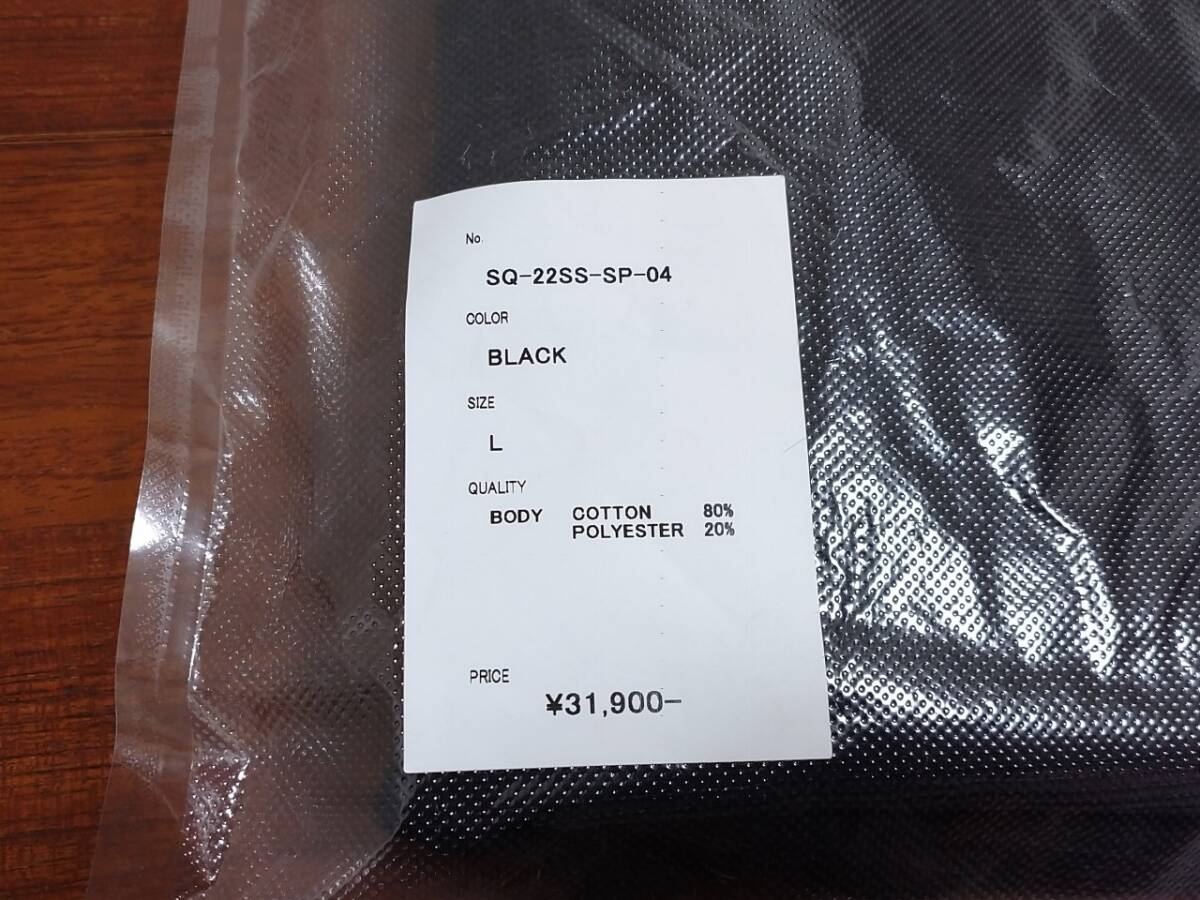 No.
SQ-22SS-SP-04
COLOR
BLACK
SIZE
L
QUALITY
BODY COTTON 80%
POLYESTER 20%
PRICE
¥31,900-